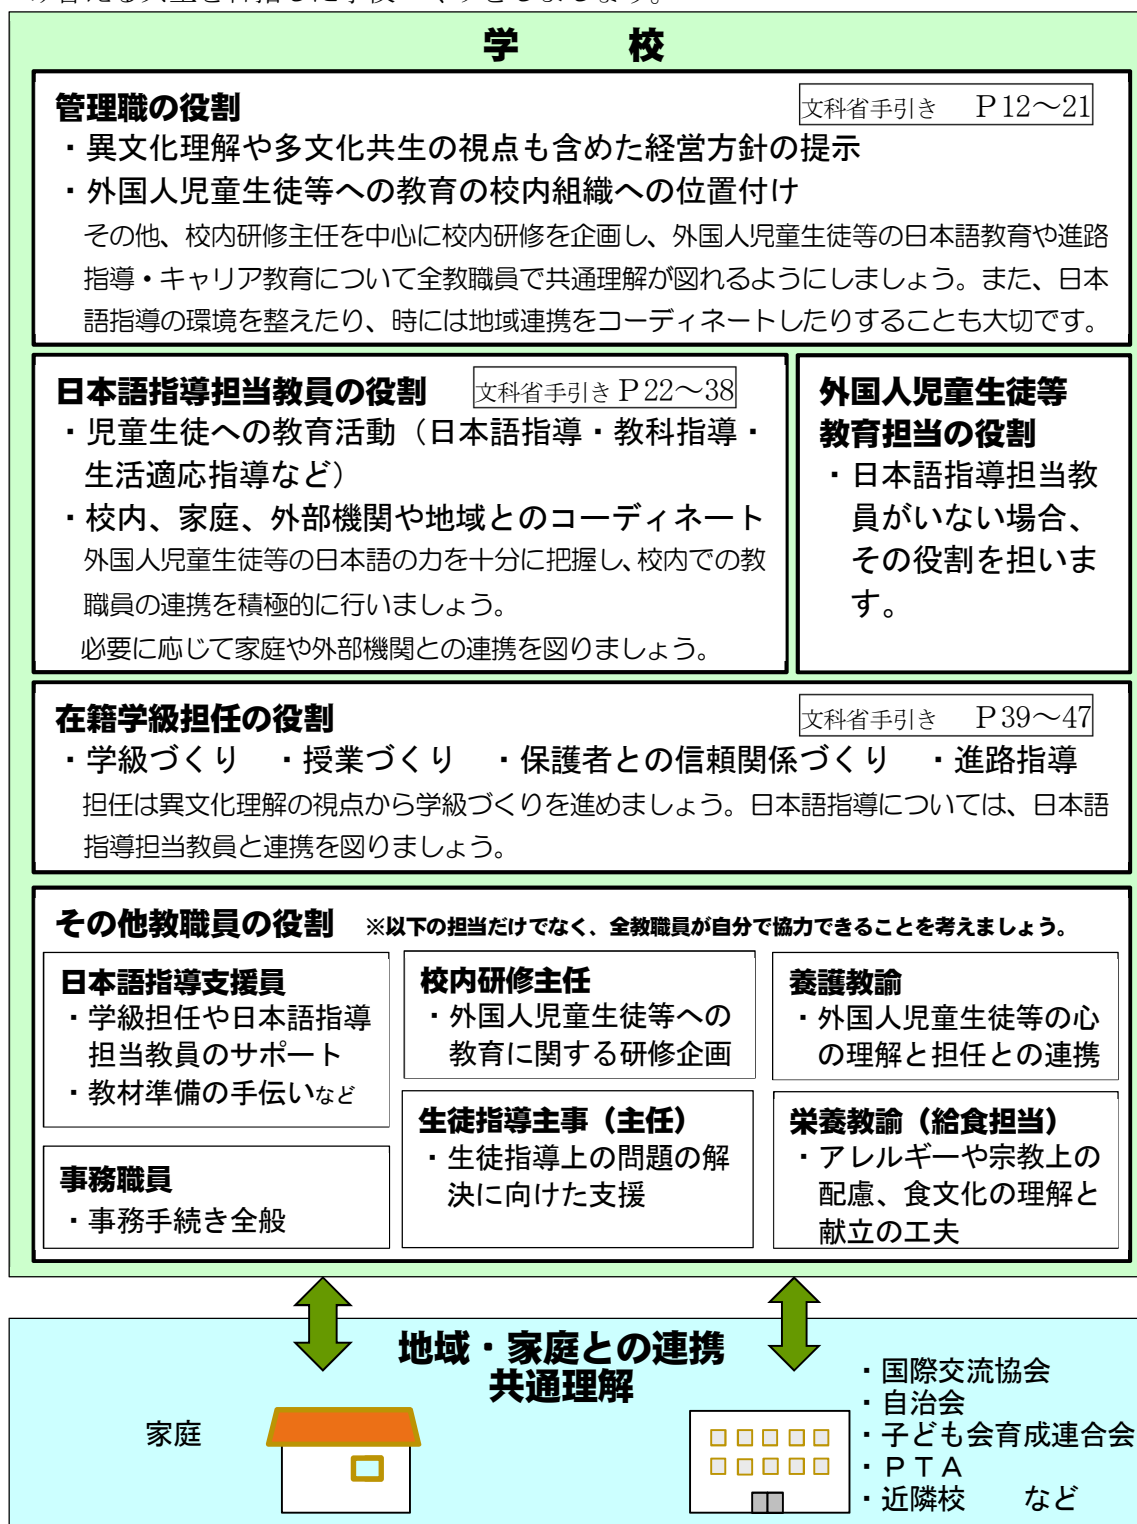 学　校
管理職の役割
文科省手引き　Ｐ12～21
・異文化理解や多文化共生の視点も含めた経営方針の提示
・外国人児童生徒等への教育の校内組織への位置付け
その他、校内研修主任を中心に校内研修を企画し、外国人児童生徒等の日本語教育や進路
指導・キャリア教育について全教職員で共通理解が図れるようにしましょう。また、日本
語指導の環境を整えたり、時には地域連携をコーディネートしたりすることも大切です。
日本語指導担当教員の役割
文科省手引きＰ22～38
・児童生徒への教育活動（日本語指導・教科指導・
生活適応指導など）
・校内、家庭、外部機関や地域とのコーディネート
外国人児童生徒等の日本語の力を十分に把握し、校内での教
職員の連携を積極的に行いましょう。
必要に応じて家庭や外部機関との連携を図りましょう。
外国人児童生徒等
教育担当の役割
・日本語指導担当教
員がいない場合、
その役割を担いま
す。
在籍学級担任の役割
文科省手引き　Ｐ39～47
・学級づくり　・授業づくり　・保護者との信頼関係づくり　・進路指導
担任は異文化理解の視点から学級づくりを進めましょう。日本語指導については、日本語
指導担当教員と連携を図りましょう。
その他教職員の役割　※以下の担当だけでなく、全教職員が自分で協力できることを考えましょう。
日本語指導支援員
・学級担任や日本語指導
担当教員のサポート
・教材準備の手伝いなど
事務職員
・事務手続き全般
校内研修主任
・外国人児童生徒等への
教育に関する研修企画
生徒指導主事（主任）
・生徒指導上の問題の解
決に向けた支援
養護教諭
・外国人児童生徒等の心
の理解と担任との連携
栄養教諭（給食担当）
・アレルギーや宗教上の
配慮、食文化の理解と
献立の工夫
地域・家庭との連携
共通理解
家庭
・国際交流協会
・自治会
・子ども会育成連合会
・ＰＴＡ
・近隣校　など